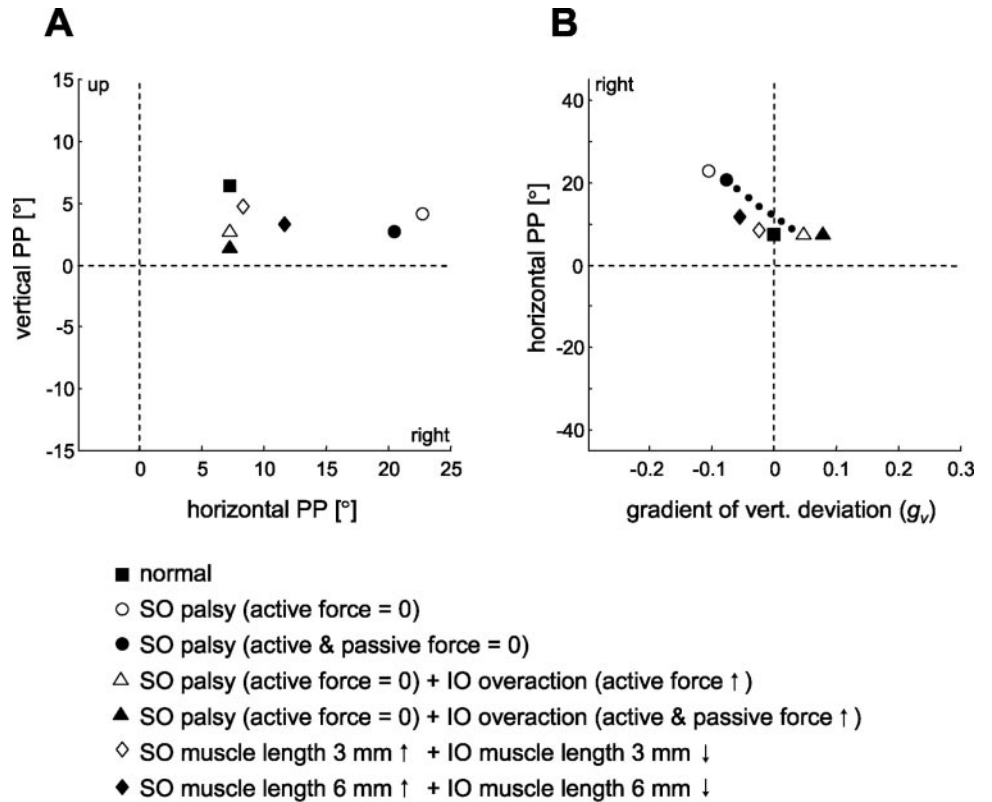 A
B
15
up
10
5
0
-5
-10
-15
vertical PP [°]
right
0
5
10
15
20
25
horizontal PP [°]
right
40
20
0
-20
-40
horizontal PP [°]
-0.2
-0.1
0
0.1
0.2
0.3
gradient of vert. deviation (gv)
normal
SO palsy (active force = 0)
SO palsy (active & passive force = 0)
SO palsy (active force = 0) + IO overaction (active force ↑)
SO palsy (active force = 0) + IO overaction (active & passive force ↑)
SO muscle length 3 mm ↑ + IO muscle length 3 mm ↓
SO muscle length 6 mm ↑ + IO muscle length 6 mm ↓